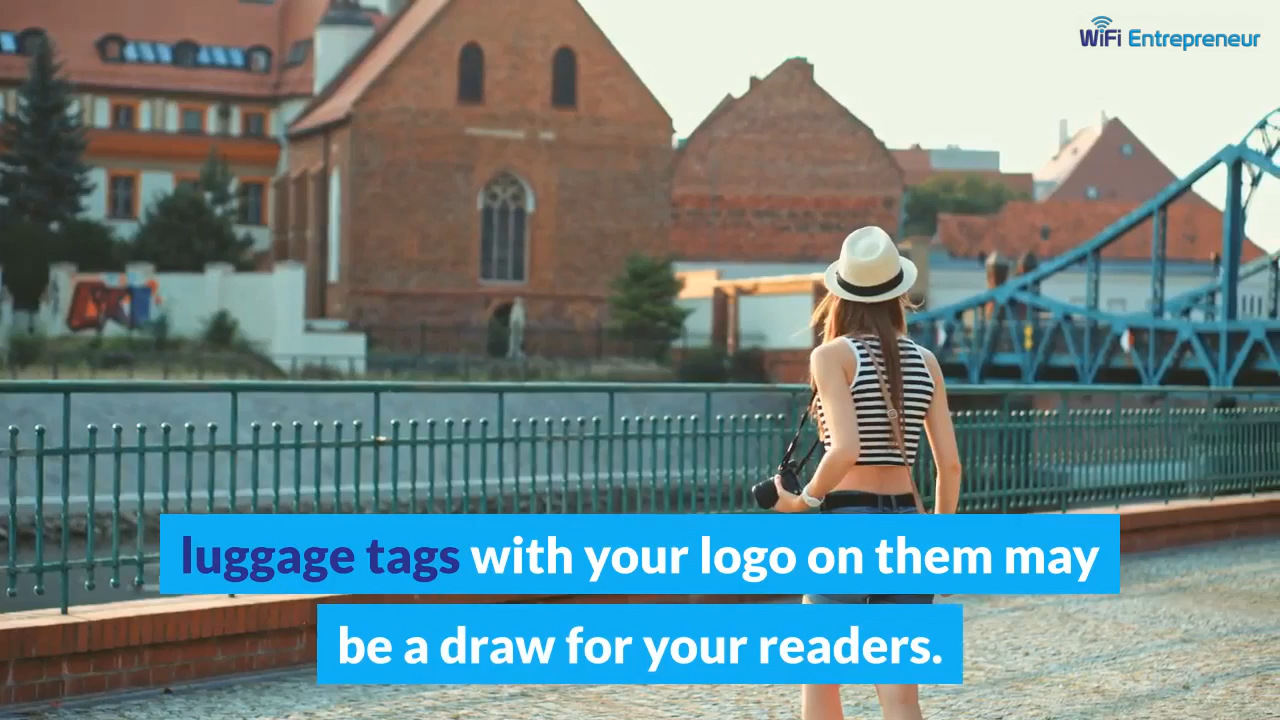 WiFi Entrepreneur
luggage tags with your logo on them may
be a draw for your readers.